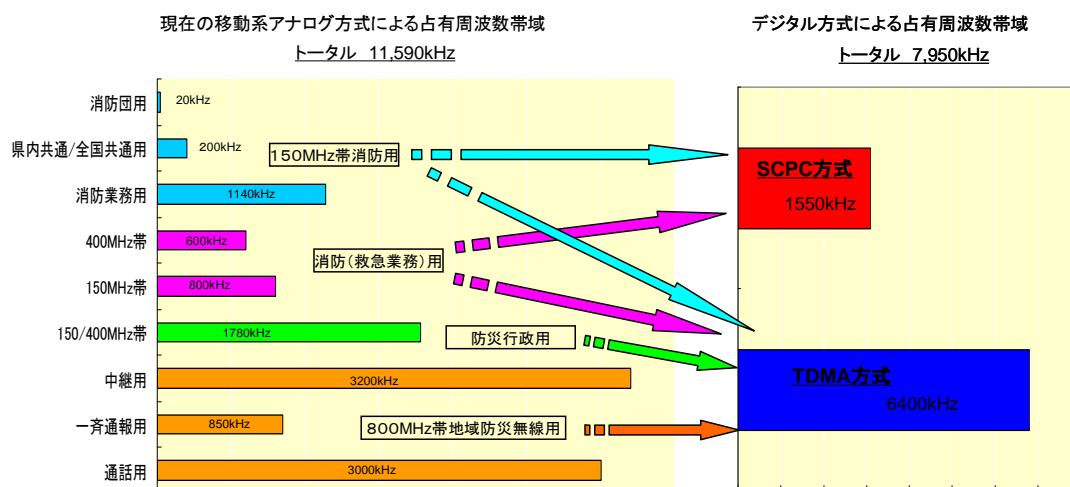 現在の移動系アナログ方式による占有周波数帯域
トータル 11,590kHz
デジタル方式による占有周波数帯域
トータル 7,950kHz
消防団用
20kHz
県内共通/全国共通用
200kHz
150MHz帯消防用
消防業務用
1140kHz
400MHz帯
600kHz
消防(救急業務)用
150MHz帯
800kHz
150/400MHz帯
1780kHz
防災行政用
中継用
3200kHz
一斉通報用
850kHz
800MHz帯地域防災無線用
通話用
3000kHz
SCPC方式
1550kHz
TDMA方式
6400kHz